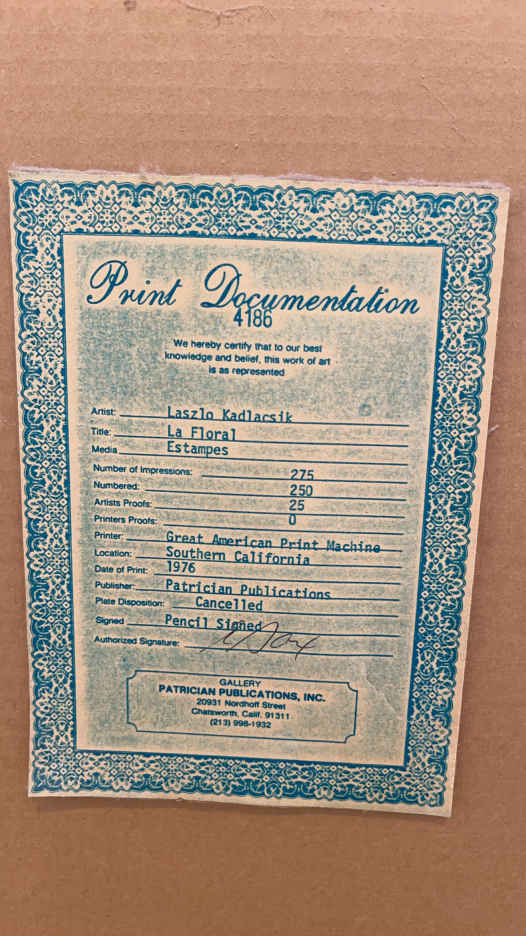 Print Documentation
4186
We hereby certify that to our best
knowledge and belief, this work of art
is as represented
Artist: Laszlo Kadlacsik
Title: La Floral
Media Estampes
Number of Impressions: 275
Numbered: 250
Artists Proofs: 25
Printers Proofs: 0
Printer: Great American Print Machine
Location: Southern California
Date of Print: 1976
Publisher: Patrician Publications
Plate Disposition: Cancelled
Signed Pencil Signed
Authorized Signature:
GALLERY
PATRICIAN PUBLICATIONS, INC.
20931 Nordhoff Street
Chatsworth, Calif. 91311
(213) 998-1932